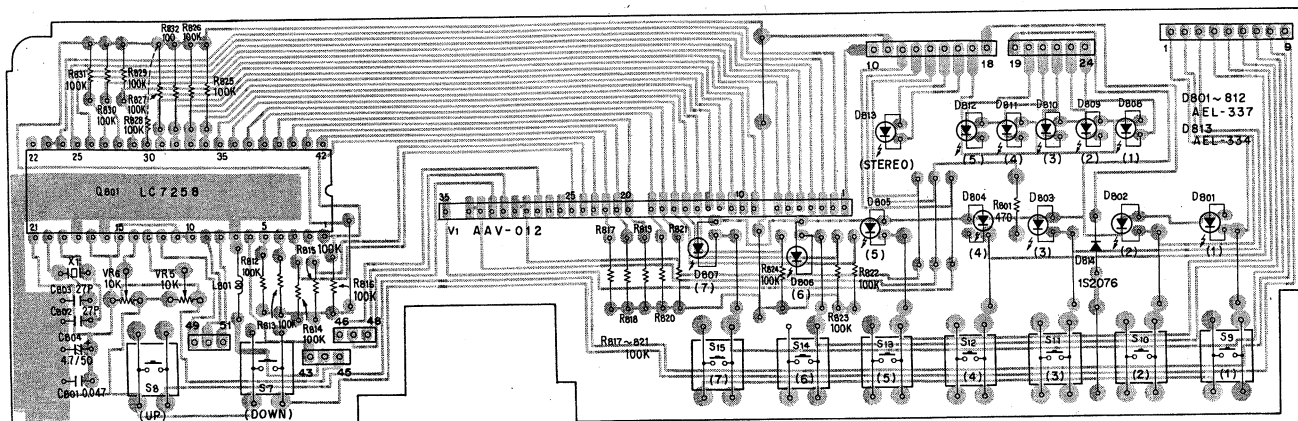 R832
100
R826
100K
R831
100K
R829
100K
R825
100K
R827
100K
R830
100K
R828
100K
22
25
30
35
42
Q801
LC7258
21
15
10
5
1
X1
C803
27P
C802
27P
C804
4.7/50
C801
0.047
VR6
10K
VR5
10K
L801
R812
100K
R813
100K
R815
100K
R814
100K
R816
100K
49
51
46
48
43
45
S8
(UP)
S7
(DOWN)
35
25
20
10
1
V1
AAV-012
R817
R819
R821
R818
R820
R817~821
100K
D807
(7)
D806
(6)
R824
100K
R822
100K
R823
100K
D805
(5)
10
18
19
24
1
9
D813
(STEREO)
D812
(5)
D811
(4)
D810
(3)
D809
(2)
D808
(1)
D801~812
AEL-337
D813
AEL-334
D804
(4)
R801
470
D803
(3)
D802
(2)
D801
(1)
D814
1S2076
S15
(7)
S14
(6)
S13
(5)
S12
(4)
S11
(3)
S10
(2)
S9
(1)